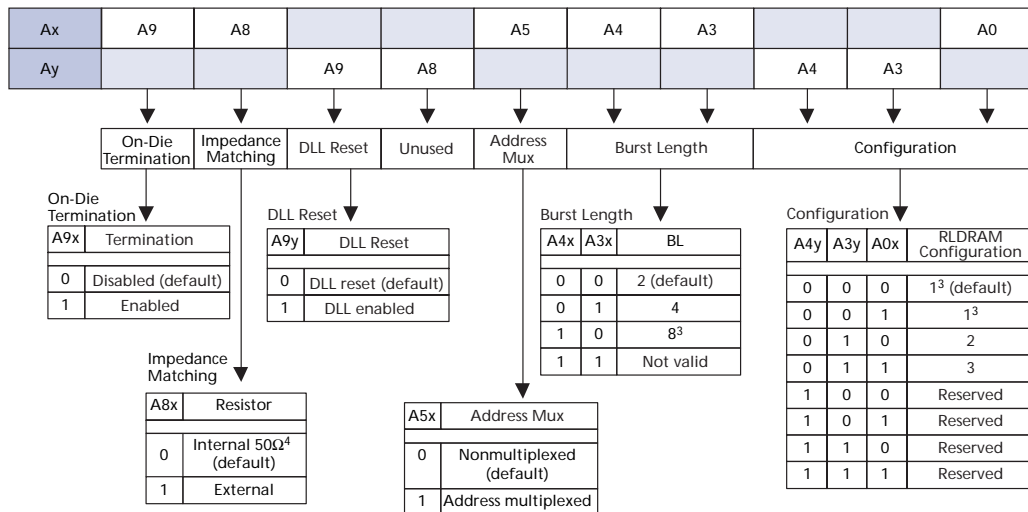 Ax A9 A8 A5 A4 A3 A0
Ay A9 A8 A4 A3
On-Die Termination Impedance Matching DLL Reset Unused Address Mux Burst Length Configuration
On-Die
Termination
A9x Termination
0 Disabled (default)
1 Enabled
Impedance
Matching
A8x Resistor
0 Internal 50Ω⁴ (default)
1 External
DLL Reset
A9y DLL Reset
0 DLL reset (default)
1 DLL enabled
A5x Address Mux
0 Nonmultiplexed (default)
1 Address multiplexed
Burst Length
A4x A3x BL
0 0 2 (default)
0 1 4
1 0 8³
1 1 Not valid
Configuration
A4y A3y A0x RLDRAM Configuration
0 0 0 1³ (default)
0 0 1 1³
0 1 0 2
0 1 1 3
1 0 0 Reserved
1 0 1 Reserved
1 1 0 Reserved
1 1 1 Reserved